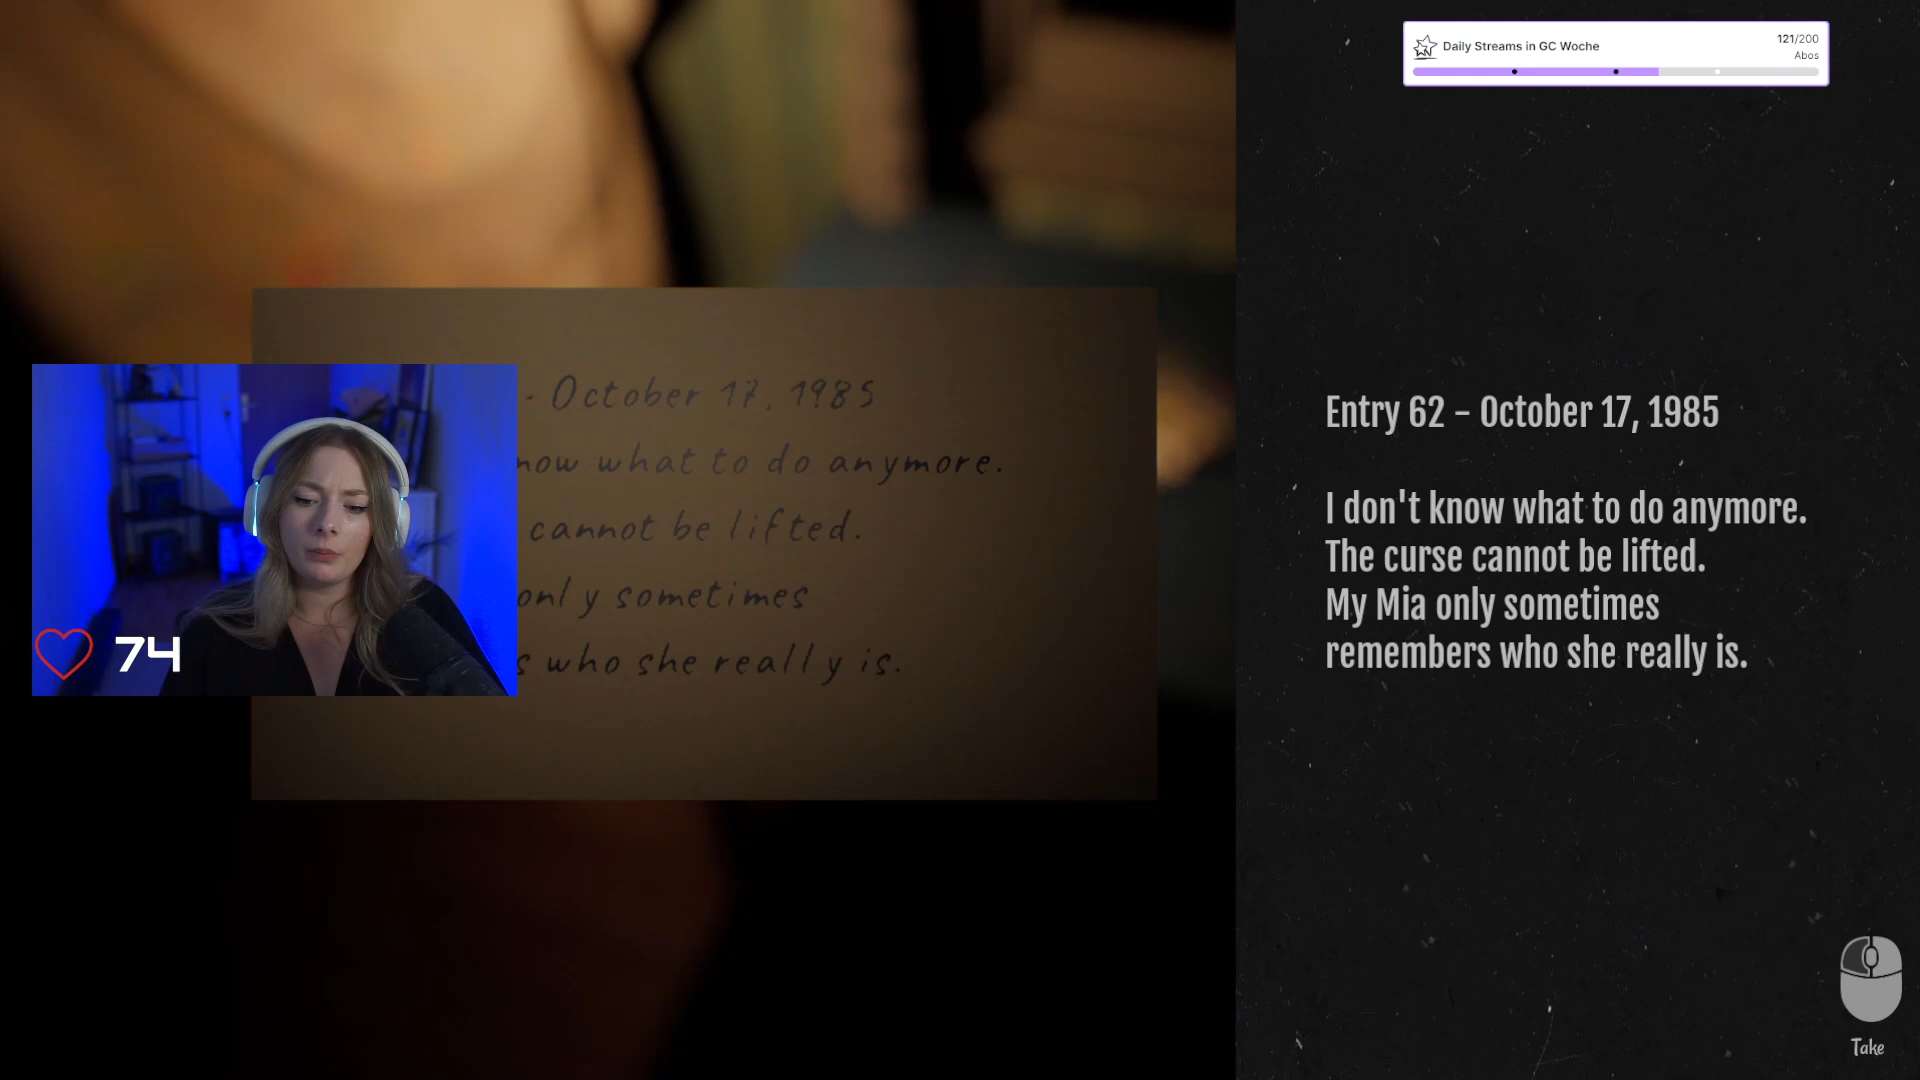 Daily Streams in GC Woche
121/200
Abos
- October 17, 1985
now what to do anymore.
cannot be lifted.
only sometimes
s who she really is.
74
Entry 62 - October 17, 1985
I don't know what to do anymore.
The curse cannot be lifted.
My Mia only sometimes
remembers who she really is.
Take